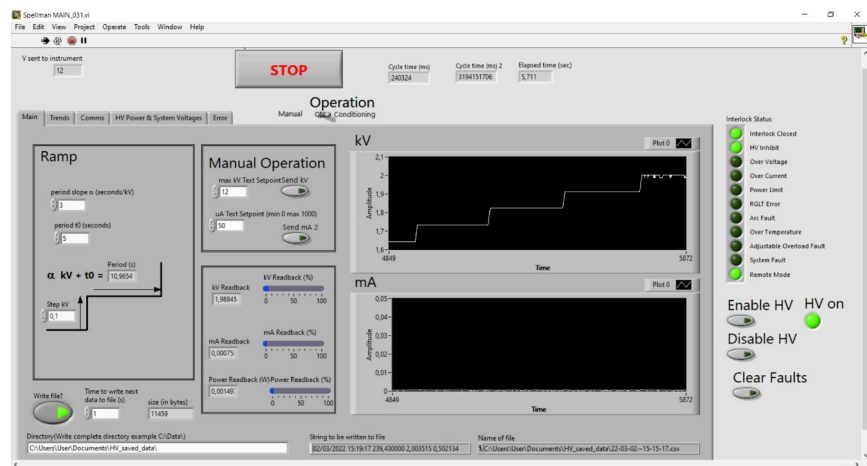 Spellman MAIN_031.vi
File Edit View Project Operate Tools Window Help
V sent to instrument
12
STOP
Cycle time (ms)
240324
Cycle time (ms) 2
3194151706
Elapsed time (sec)
5,711
Operation
Manual
Conditioning
Main Trends Comms HV Power & System Voltages Error
Ramp
period slope α (seconds/kV)
3
period t0 (seconds)
5
Period (s)
α kV + t0 = 10,9654
Step kV
0,1
Manual Operation
max kV Text Setpoint Send kV
12
uA Text Setpoint (min 0 max 1000)
50
Send mA 2
kV Readback
1,98845
kV Readback (%)
0 50 100
mA Readback
0,00075
mA Readback (%)
0 50 100
Power Readback (W) Power Readback (%)
0,00149
0 50 100
kV
Plot 0
2,1-
2-
1,9-
1,8-
1,7-
1,6-
Amplitude
4849 5872
Time
mA
Plot 0
0,05-
0,04-
0,03-
0,02-
0,01-
0-
Amplitude
4849 5872
Time
Interlock Status
Interlock Closed
HV Inhibit
Over Voltage
Over Current
Power Limit
RGLT Error
Arc Fault
Over Temperature
Adjustable Overload Fault
System Fault
Remote Mode
Enable HV HV on
Disable HV
Clear Faults
Write file?
Time to write next
data to file (s)
1
size (in bytes)
11459
Directory(Write complete directory example C:\Data\)
C:\Users\User\Documents\HV_saved_data\
String to be written to file
02/03/2022 15:19:17 239,430000 2,003515 0,502134
Name of file
C:\Users\User\Documents\HV_saved_data\22-03-02--15-15-17.csv